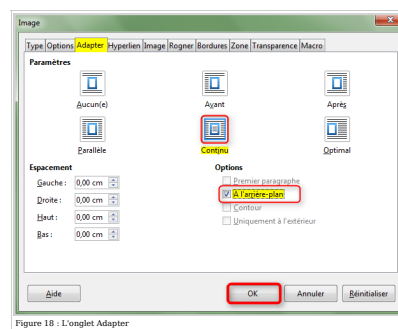 Image
Type Options Adapter Hyperlien Image Rogner Bordures Zone Transparence Macro
Paramètres
Aucun(e) Avant Après
Parallèle Continu Optimal
Espacement Options
Gauche : 0,00 cm Premier paragraphe
Droite : 0,00 cm À l'arrière-plan
Haut : 0,00 cm Contour
Bas : 0,00 cm Uniquement à l'extérieur
Aide OK Annuler Réinitialiser
Figure 18 : L'onglet Adapter